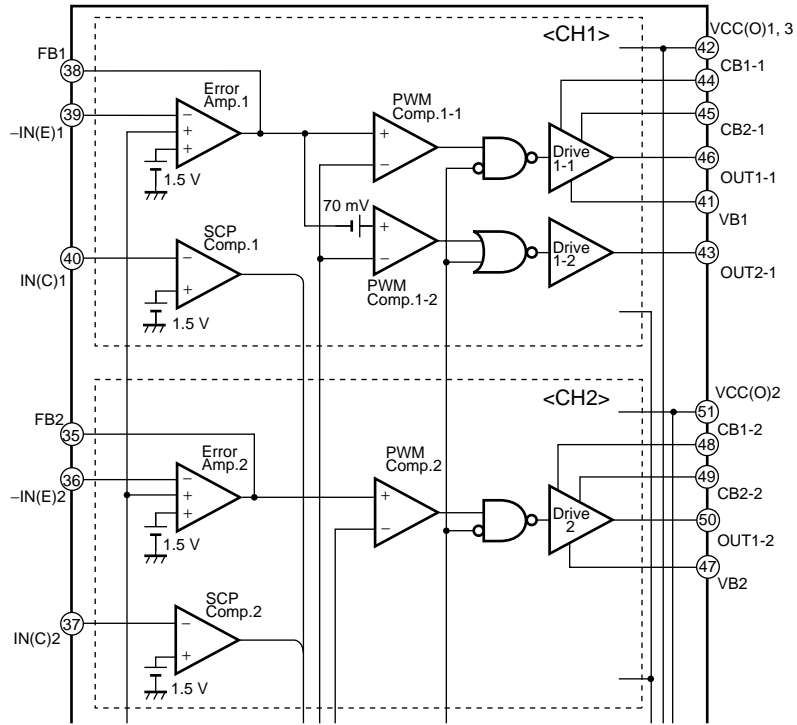 <CH1>
VCC(O)1, 3
42
FB1
38
CB1-1
44
Error
Amp.1
PWM
Comp.1-1
39
–IN(E)1
−
+
+
1.5 V
+
−
45
CB2-1
Drive
1-1
46
OUT1-1
70 mV
41
VB1
SCP
Comp.1
40
IN(C)1
−
+
1.5 V
+
−
PWM
Comp.1-2
Drive
1-2
43
OUT2-1
<CH2>
VCC(O)2
51
FB2
35
CB1-2
48
Error
Amp.2
PWM
Comp.2
36
–IN(E)2
−
+
+
1.5 V
+
−
49
CB2-2
Drive
2
50
OUT1-2
47
VB2
SCP
Comp.2
37
IN(C)2
−
+
1.5 V